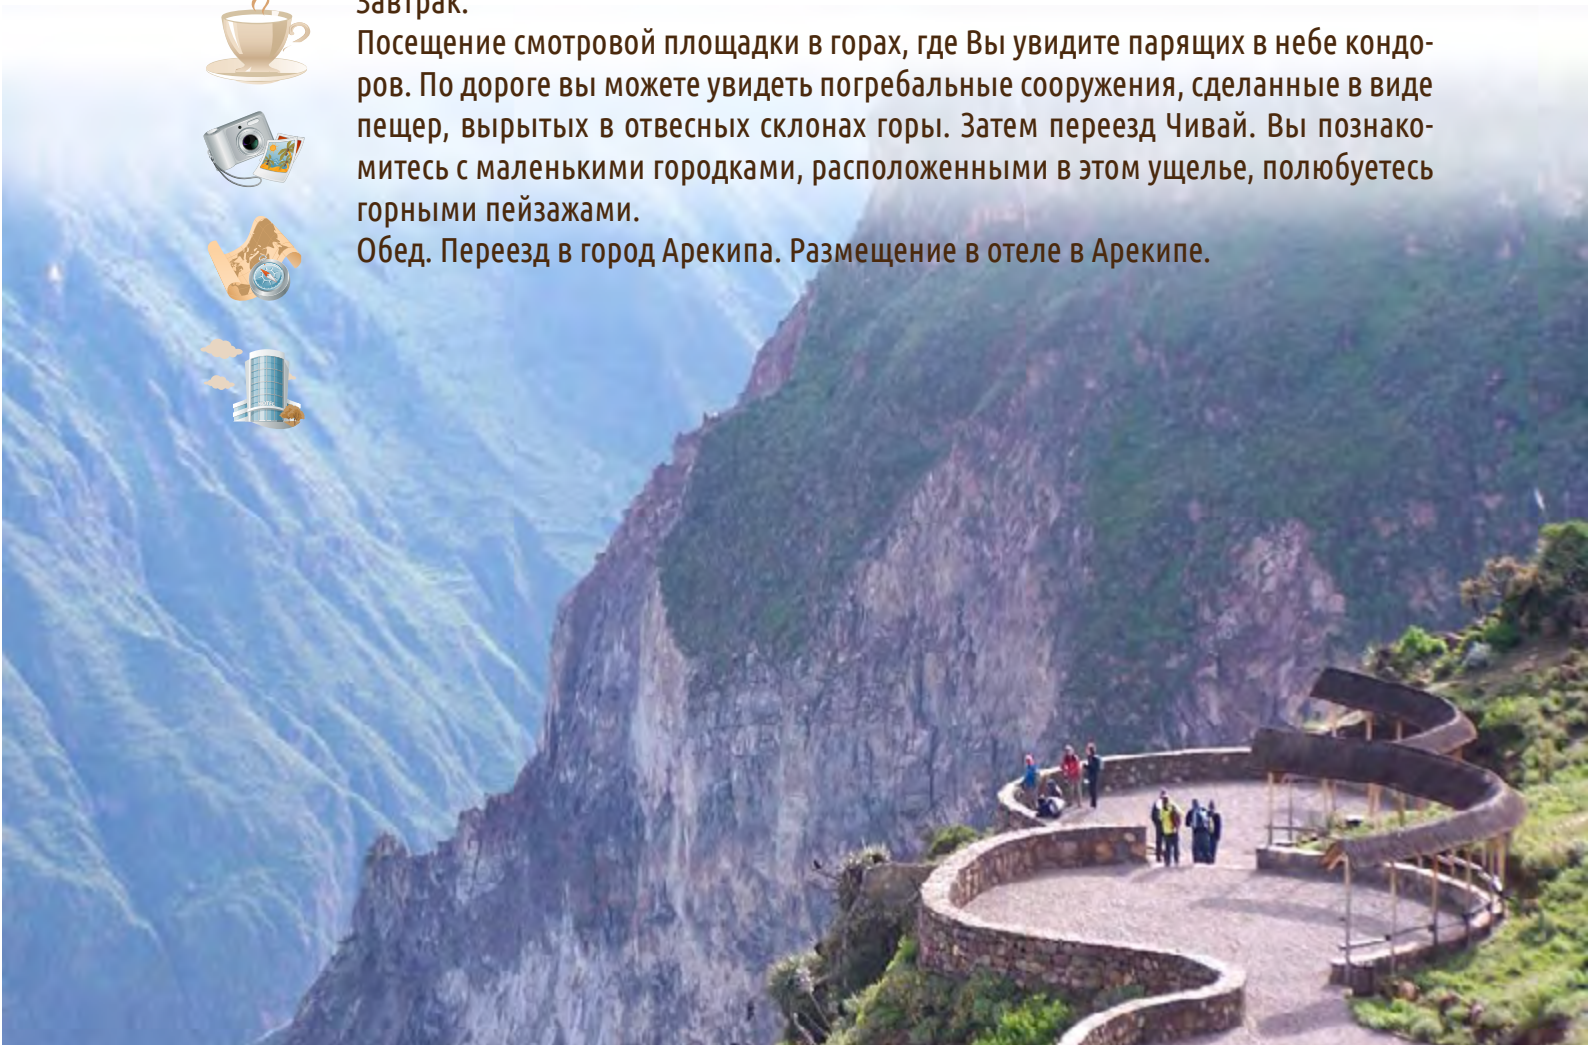 Завтрак.
Посещение смотровой площадки в горах, где Вы увидите парящих в небе кондо-
ров. По дороге вы можете увидеть погребальные сооружения, сделанные в виде
пещер, вырытых в отвесных склонах горы. Затем переезд Чивай. Вы познако-
митесь с маленькими городками, расположенными в этом ущелье, полюбуетесь
горными пейзажами.
Обед. Переезд в город Арекипа. Размещение в отеле в Арекипе.